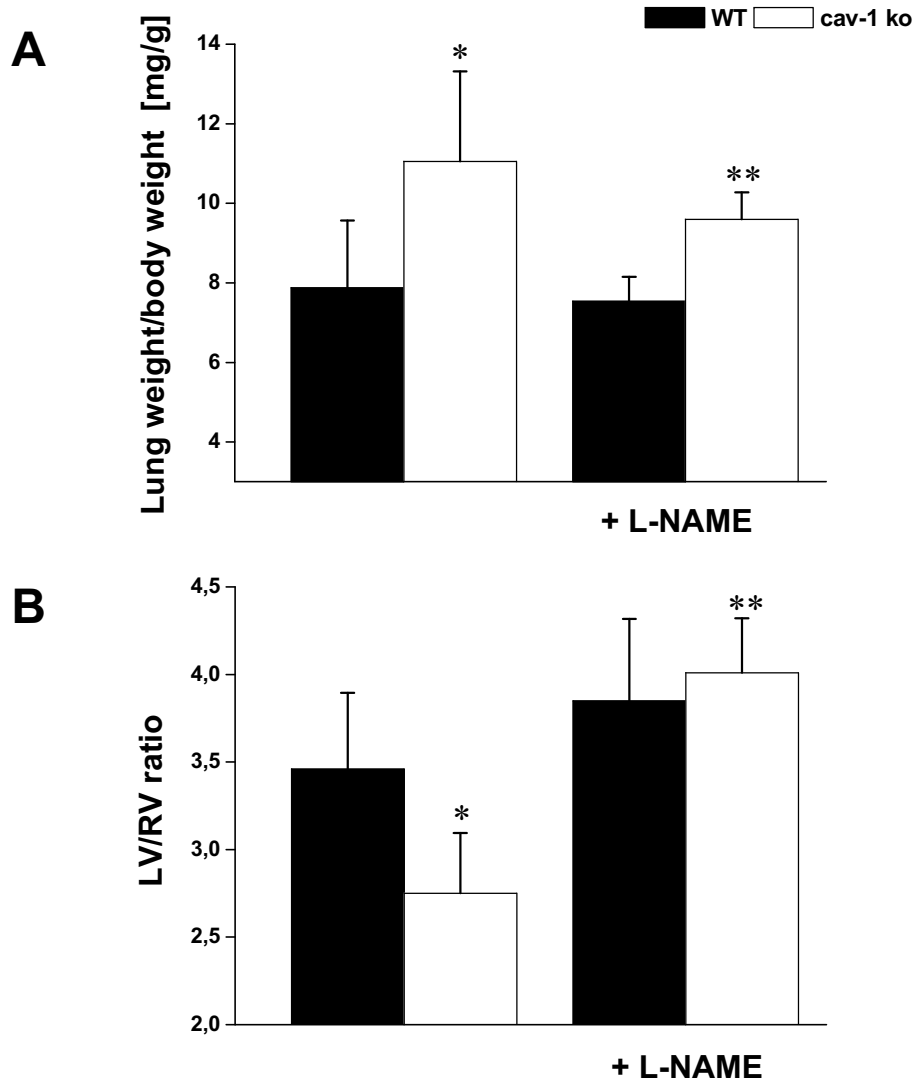 WT cav-1 ko
A
Lung weight/body weight [mg/g]
14
12
10
8
6
4
*
**
+ L-NAME
B
LV/RV ratio
4,5
4,0
3,5
3,0
2,5
2,0
*
**
+ L-NAME